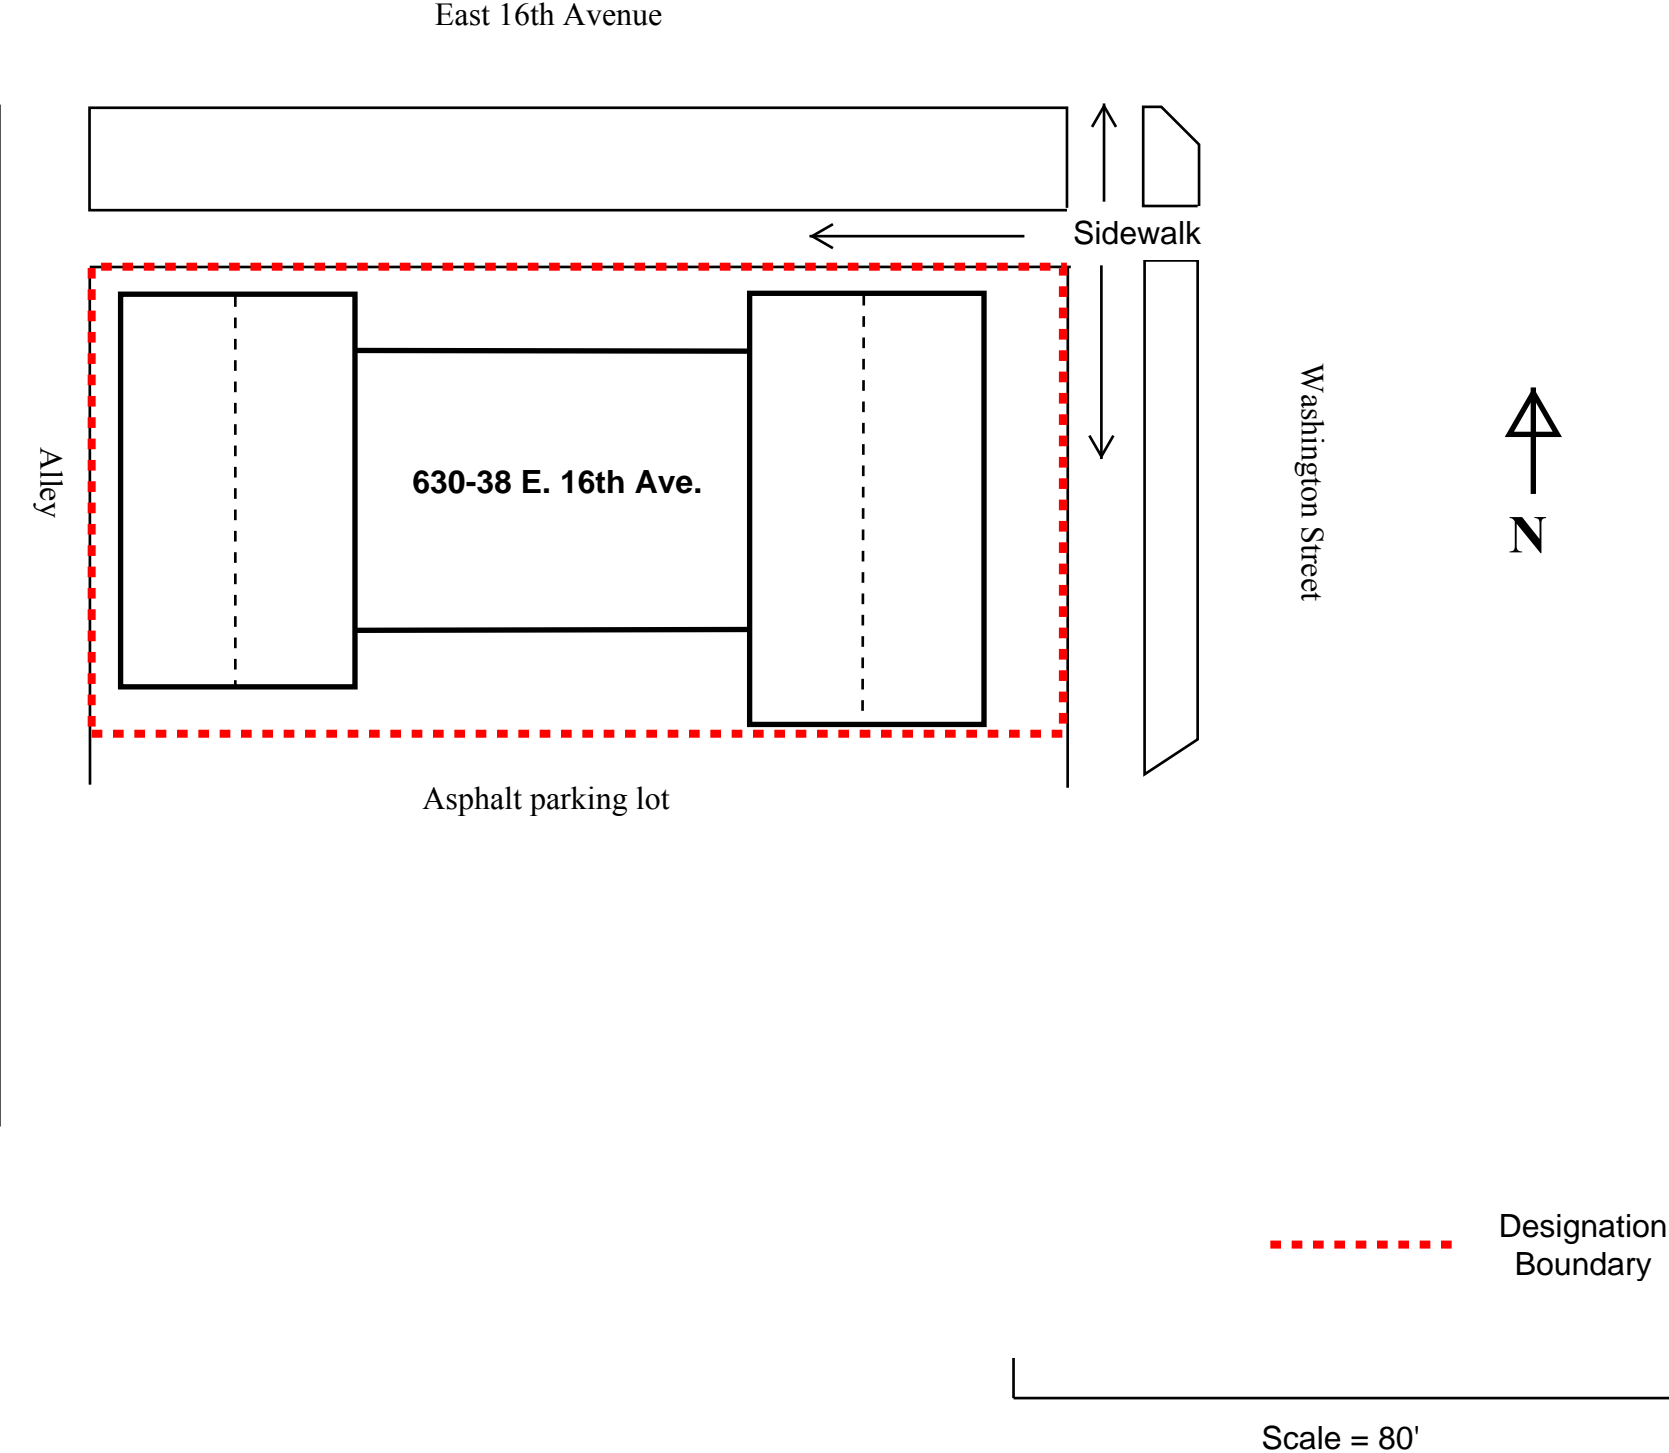 East 16th Avenue
Sidewalk
Alley
630-38 E. 16th Ave.
Washington Street
N
Asphalt parking lot
Designation
Boundary
Scale = 80'